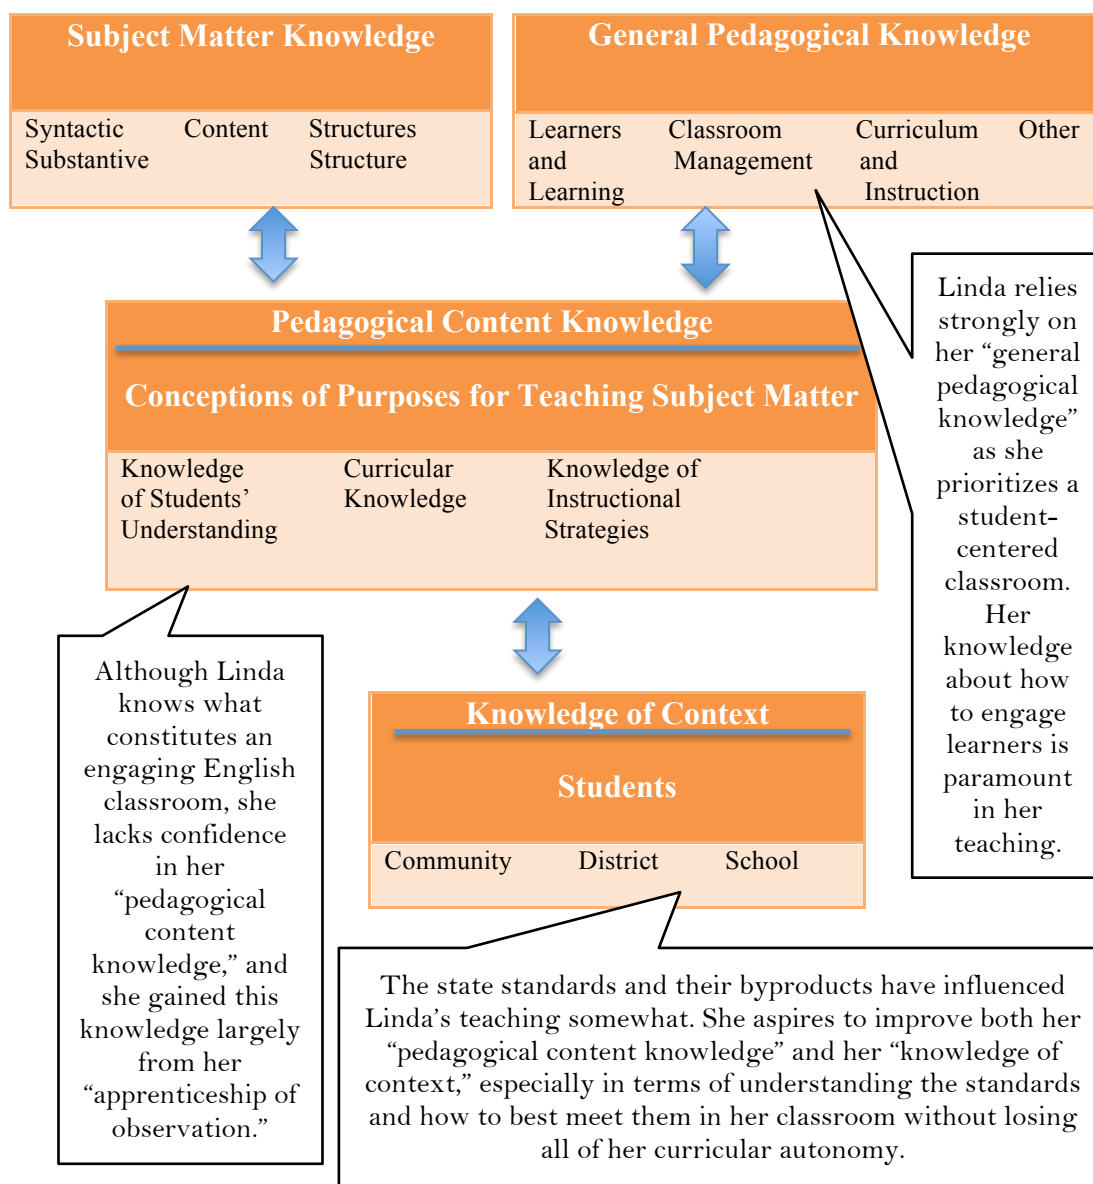 Subject Matter Knowledge
Syntactic Content Structures
Substantive Structure
General Pedagogical Knowledge
Learners Classroom Curriculum Other
and Management and
Learning Instruction
Pedagogical Content Knowledge
Conceptions of Purposes for Teaching Subject Matter
Knowledge Curricular Knowledge of
of Students’ Knowledge Instructional
Understanding Strategies
Linda relies
strongly on
her “general
pedagogical
knowledge”
as she
prioritizes a
student-
centered
classroom.
Her
knowledge
about how
to engage
learners is
paramount
in her
teaching.
Although Linda
knows what
constitutes an
engaging English
classroom, she
lacks confidence
in her
“pedagogical
content
knowledge,” and
she gained this
knowledge largely
from her
“apprenticeship of
observation.”
Knowledge of Context
Students
Community District School
The state standards and their byproducts have influenced
Linda’s teaching somewhat. She aspires to improve both her
“pedagogical content knowledge” and her “knowledge of
context,” especially in terms of understanding the standards
and how to best meet them in her classroom without losing
all of her curricular autonomy.